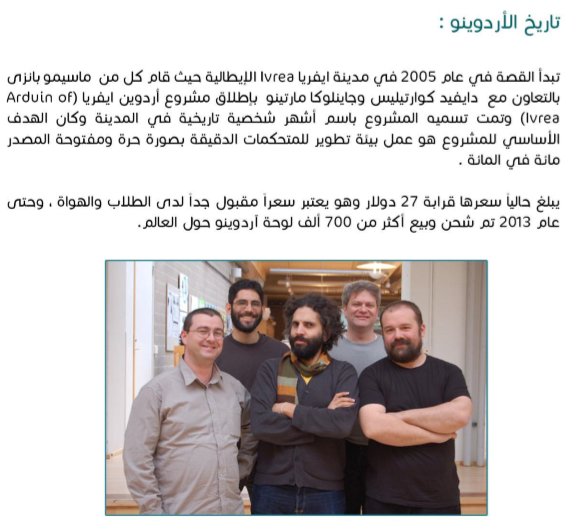 تاريخ الأردوينو :
تبدأ القصة في عام 2005 في مدينة ايفريا Ivrea الإيطالية حيث قام كل من ماسيمو بانزى
بالتعاون مع دايفيد كوارتيليس وجاينلوكا مارتينو بإطلاق مشروع أردوين ايفريا (Arduin of
Ivrea) وتمت تسميه المشروع باسم أشهر شخصية تاريخية في المدينة وكان الهدف
الأساسي للمشروع هو عمل بيئة تطوير للمتحكمات الدقيقة بصورة حرة ومفتوحة المصدر
مائة في المائة .
يبلغ حالياً سعرها قرابة 27 دولار وهو يعتبر سعراً مقبول جداً لدى الطلاب والهواة ، وحتى
عام 2013 تم شحن وبيع أكثر من 700 ألف لوحة آردوينو حول العالم.